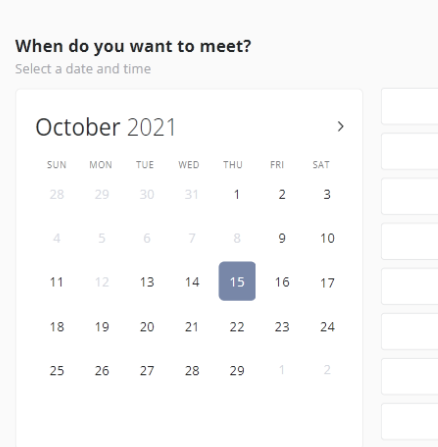 When do you want to meet?
Select a date and time
October 2021
SUN MON TUE WED THU FRI SAT
28 29 30 31 1 2 3
4 5 6 7 8 9 10
11 12 13 14 15 16 17
18 19 20 21 22 23 24
25 26 27 28 29 1 2